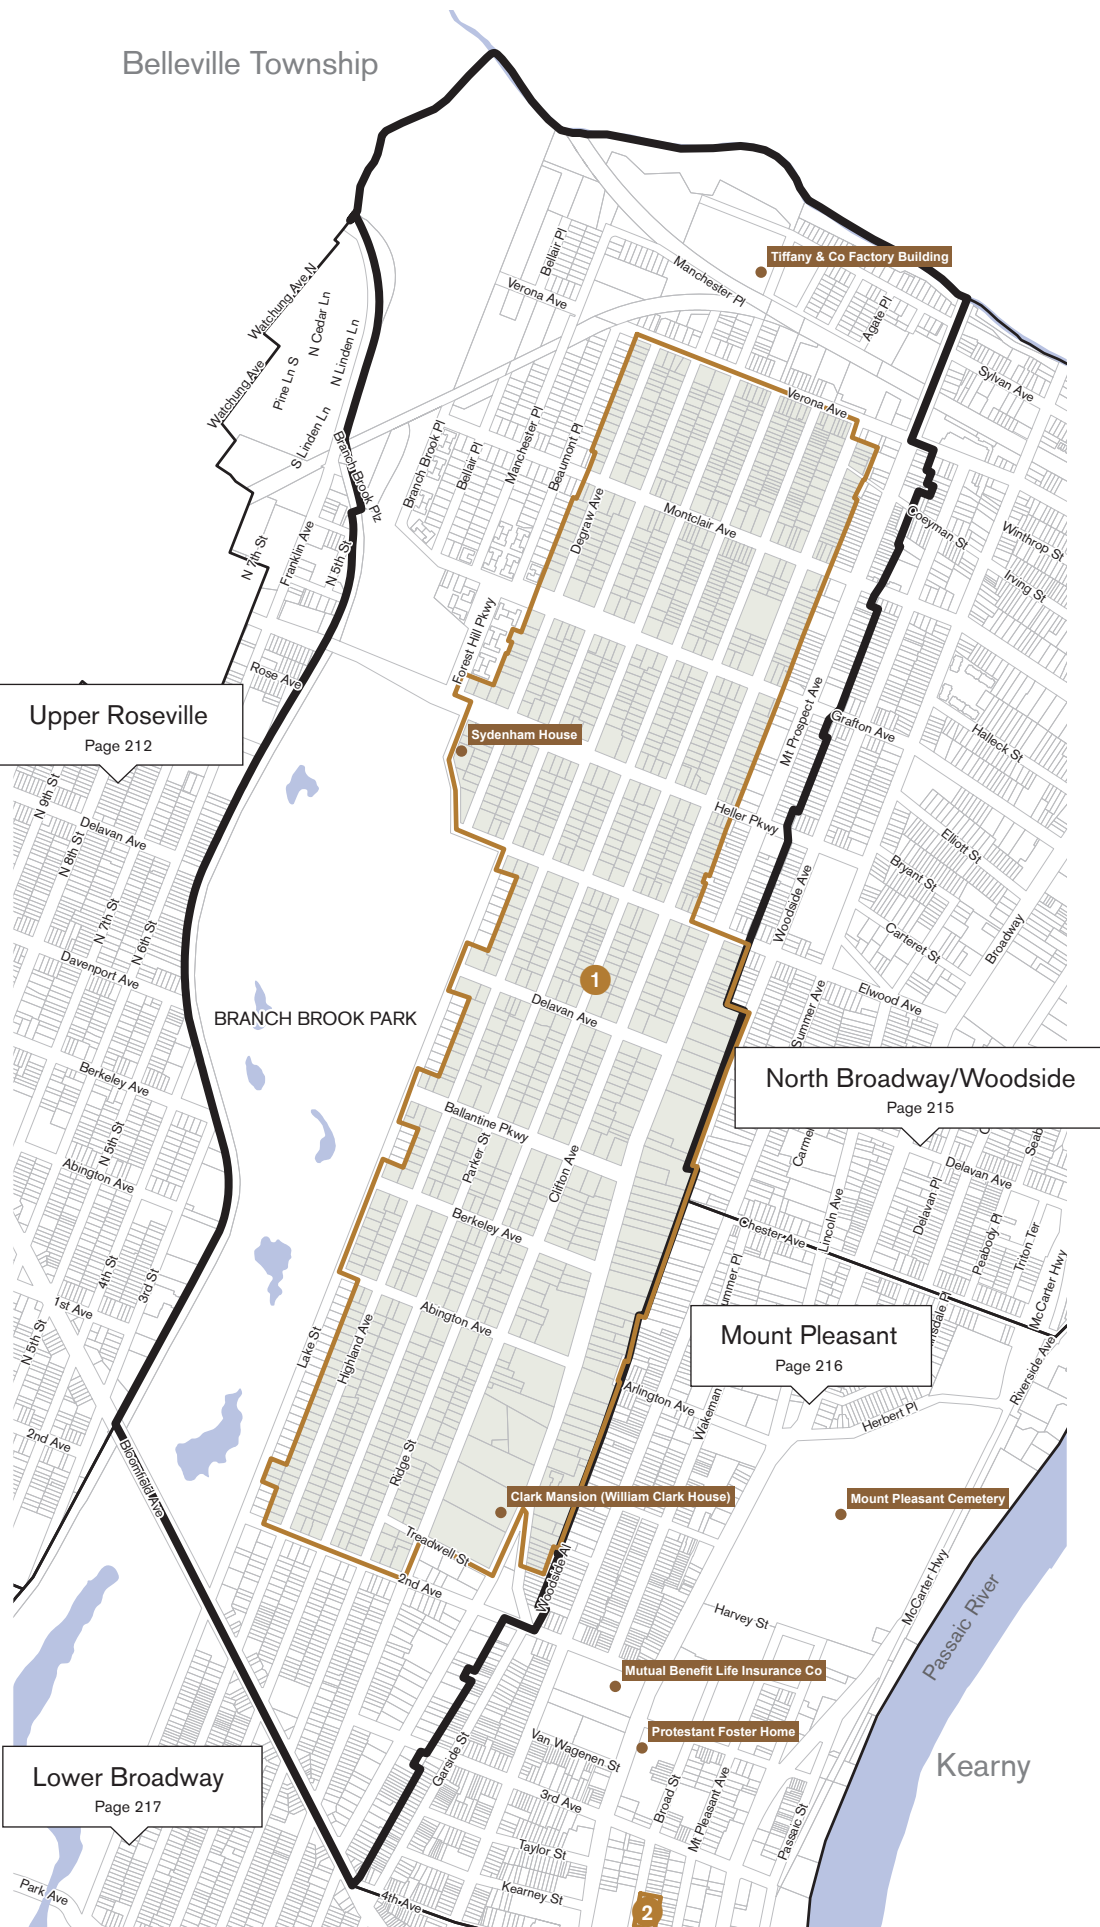 Belleville Township
Tiffany & Co Factory Building
Bellair Pl
Manchester Pl
Verona Ave
Agate Pl
Watchung Ave N
N Cedar Ln
N Linden Ln
Pine Ln S
Watchung Ave
S Linden Ln
Sylvan Ave
Verona Ave
Branch Brook Pl
Bellair Pl
Manchester Pl
Beaumont Pl
Branch Brook Plz
Degraw Ave
Montclair Ave
Coeyman St
Winthrop St
Irving St
N 7th St
Franklin Ave
N 5th St
Forest Hill Pkwy
Rose Ave
Upper Roseville
Page 212
Sydenham House
Mt Prospect Ave
Grafton Ave
Halleck St
N 9th St
Delavan Ave
N 8th St
Heller Pkwy
Elliott St
Bryant St
Woodside Ave
Carteret St
Broadway
N 7th St
N 6th St
Davenport Ave
1
Delavan Ave
Elwood Ave
Summer Ave
BRANCH BROOK PARK
North Broadway/Woodside
Page 215
Berkeley Ave
Ballantine Pkwy
Parker St
Clifton Ave
N 5th St
Abington Ave
Carmer
Seab
Delavan Ave
Delavan Pl
Lincoln Ave
Peabody Pl
Triton Ter
Berkeley Ave
Chester Ave
McCarter Hwy
4th St
3rd St
1st Ave
N 5th St
ummer Pl
nsdale Pl
Abington Ave
Lake St
Highland Ave
Mount Pleasant
Page 216
Riverside Ave
Arlington Ave
Wakeman
Herbert Pl
2nd Ave
Bloomfield Ave
Ridge St
Clark Mansion (William Clark House)
Mount Pleasant Cemetery
Treadwell St
2nd Ave
Woodside Al
McCarter Hwy
Harvey St
Passaic River
Mutual Benefit Life Insurance Co
Protestant Foster Home
Van Wagenen St
Garside St
Kearny
Lower Broadway
Page 217
3rd Ave
Broad St
Mt Pleasant Ave
Passaic St
Taylor St
Kearney St
Park Ave
4th Ave
2